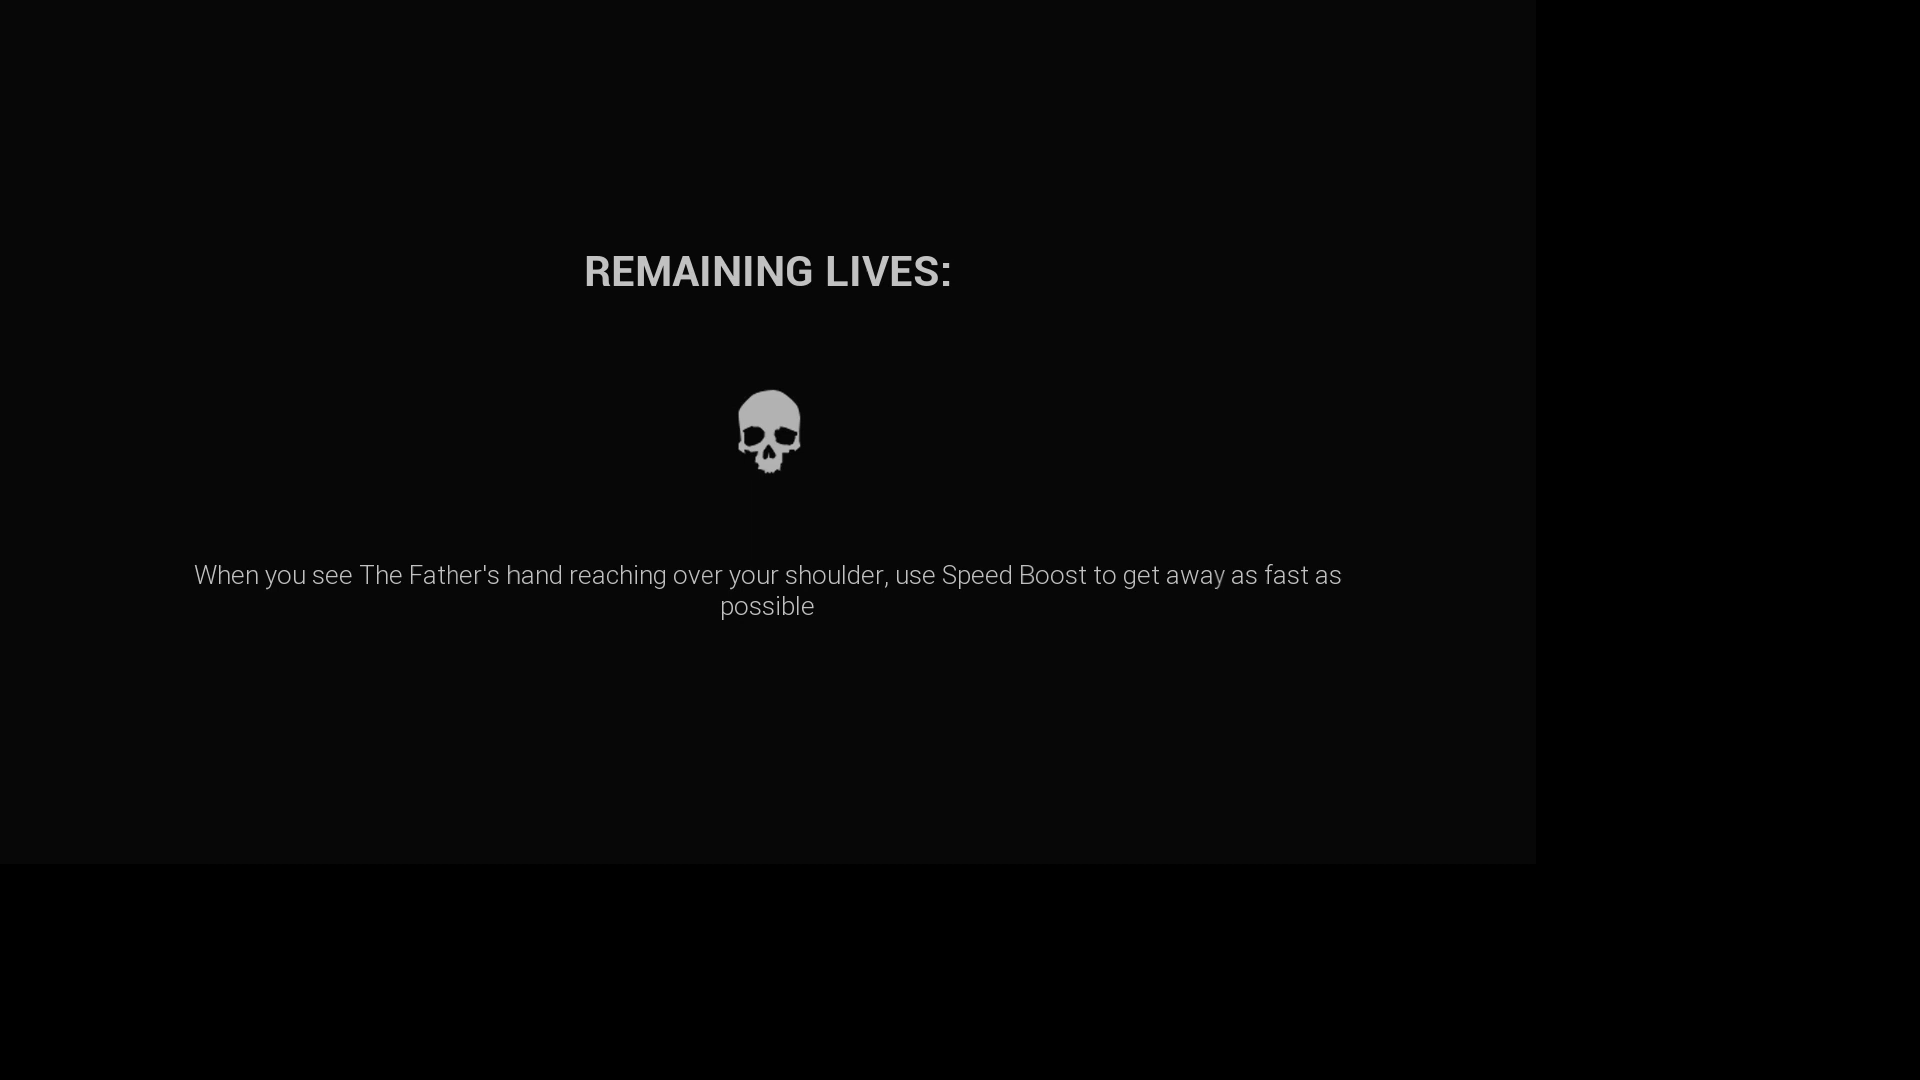 REMAINING LIVES:
When you see The Father's hand reaching over your shoulder, use Speed Boost to get away as fast as
possible